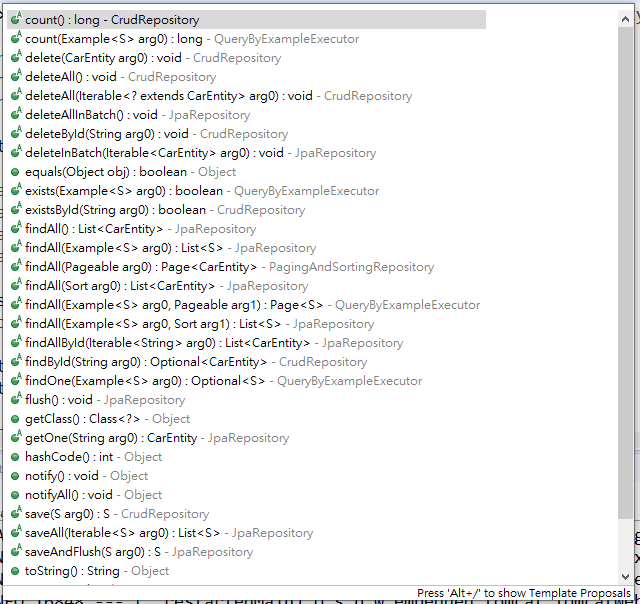 count() : long - CrudRepository
count(Example<S> arg0) : long - QueryByExampleExecutor
delete(CarEntity arg0) : void - CrudRepository
deleteAll() : void - CrudRepository
deleteAll(Iterable<? extends CarEntity> arg0) : void - CrudRepository
deleteAllInBatch() : void - JpaRepository
deleteById(String arg0) : void - CrudRepository
deleteInBatch(Iterable<CarEntity> arg0) : void - JpaRepository
equals(Object obj) : boolean - Object
exists(Example<S> arg0) : boolean - QueryByExampleExecutor
existsById(String arg0) : boolean - CrudRepository
findAll() : List<CarEntity> - JpaRepository
findAll(Example<S> arg0) : List<S> - JpaRepository
findAll(Pageable arg0) : Page<CarEntity> - PagingAndSortingRepository
findAll(Sort arg0) : List<CarEntity> - JpaRepository
findAll(Example<S> arg0, Pageable arg1) : Page<S> - QueryByExampleExecutor
findAll(Example<S> arg0, Sort arg1) : List<S> - JpaRepository
findAllById(Iterable<String> arg0) : List<CarEntity> - JpaRepository
findById(String arg0) : Optional<CarEntity> - CrudRepository
findOne(Example<S> arg0) : Optional<S> - QueryByExampleExecutor
flush() : void - JpaRepository
getClass() : Class<?> - Object
getOne(String arg0) : CarEntity - JpaRepository
hashCode() : int - Object
notify() : void - Object
notifyAll() : void - Object
save(S arg0) : S - CrudRepository
saveAll(Iterable<S> arg0) : List<S> - JpaRepository
saveAndFlush(S arg0) : S - JpaRepository
toString() : String - Object
Press 'Alt+/' to show Template Proposals